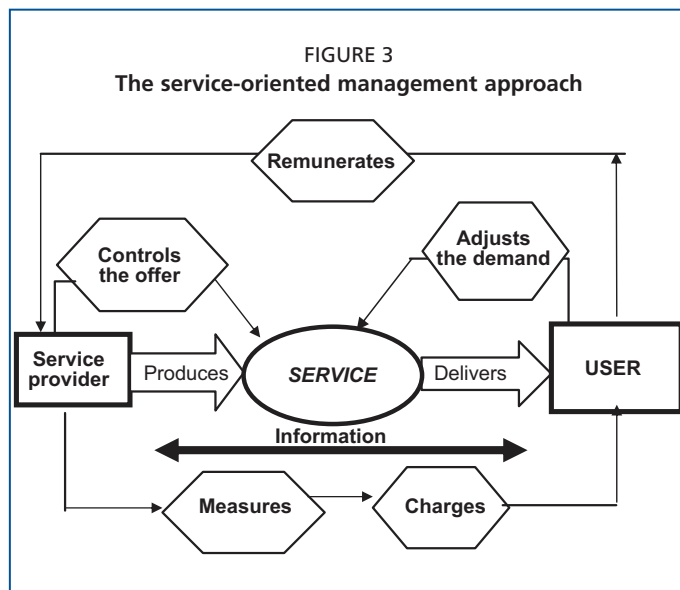 FIGURE 3
The service-oriented management approach
Remunerates
Controls
the offer
Adjusts
the demand
Service
provider
Produces
SERVICE
Delivers
USER
Information
Measures
Charges